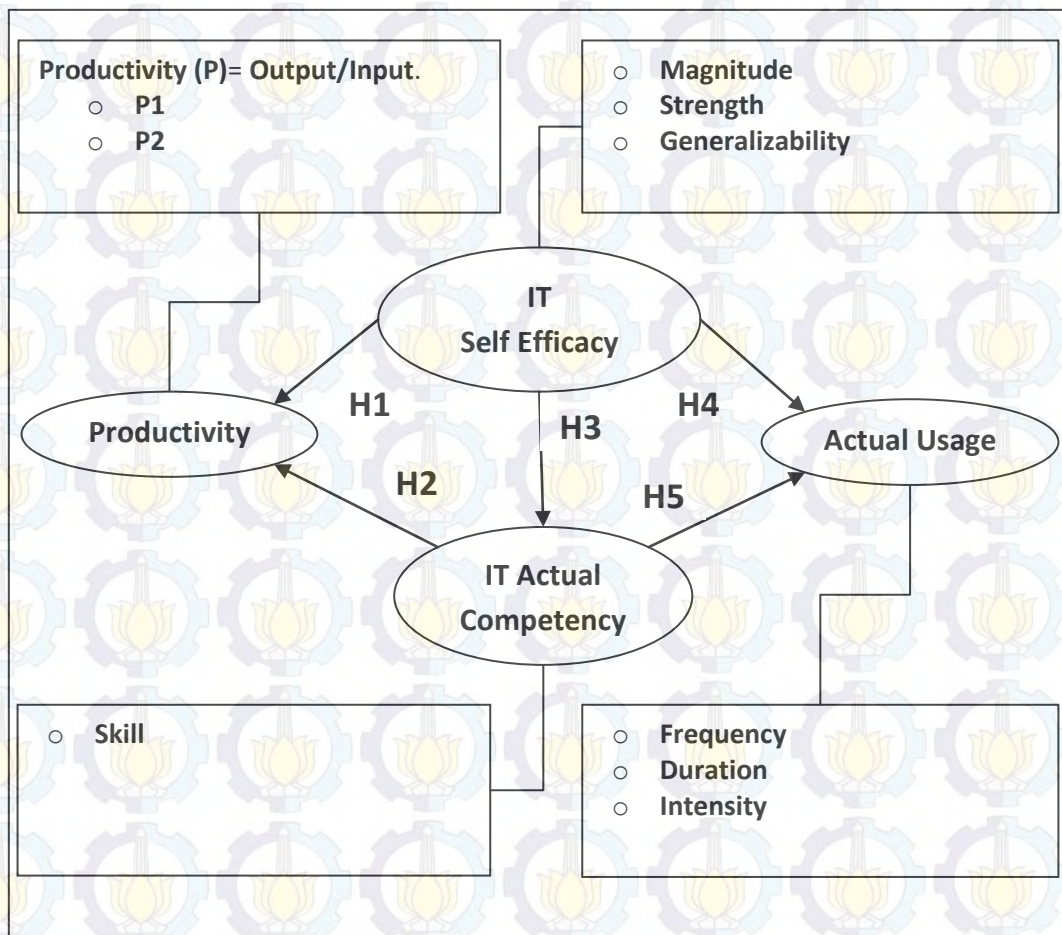 Productivity (P)= Output/Input.
○ P1
○ P2
○ Magnitude
○ Strength
○ Generalizability
IT
Self Efficacy
H1
H3
H4
Productivity
Actual Usage
H2
H5
IT Actual
Competency
○ Skill
○ Frequency
○ Duration
○ Intensity